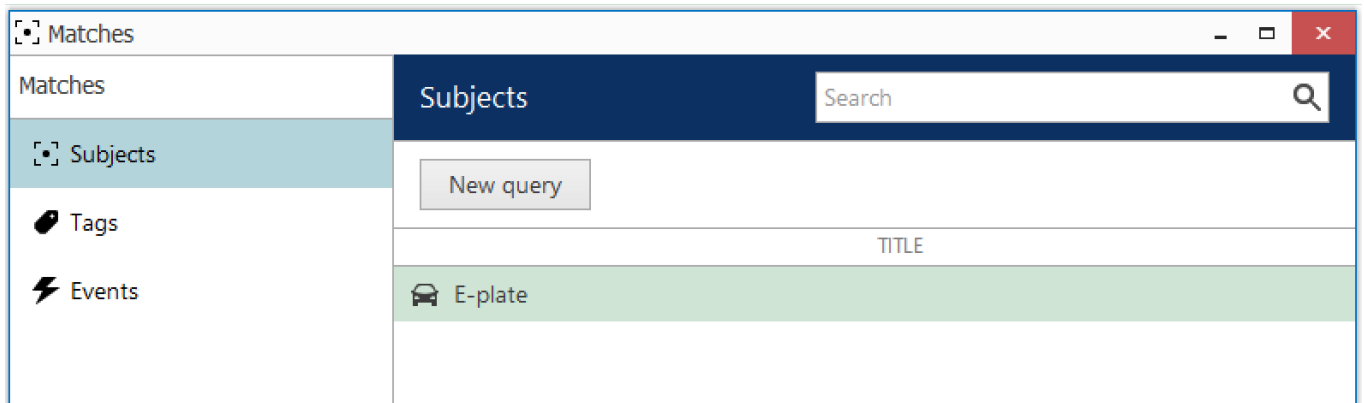 Matches
Matches
Subjects
Tags
Events
Subjects
Search
New query
TITLE
E-plate